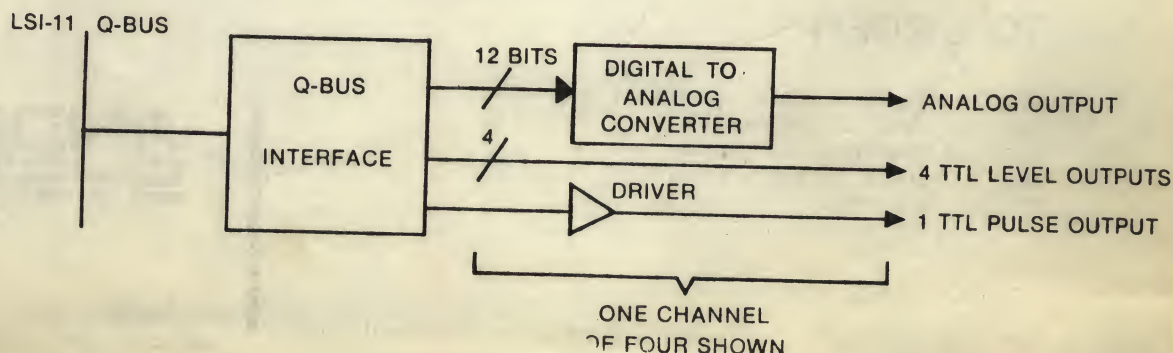 LSI-11 Q-BUS
12 BITS
Q-BUS
INTERFACE
DIGITAL TO
ANALOG
CONVERTER
ANALOG OUTPUT
4
4 TTL LEVEL OUTPUTS
DRIVER
1 TTL PULSE OUTPUT
ONE CHANNEL
OF FOUR SHOWN